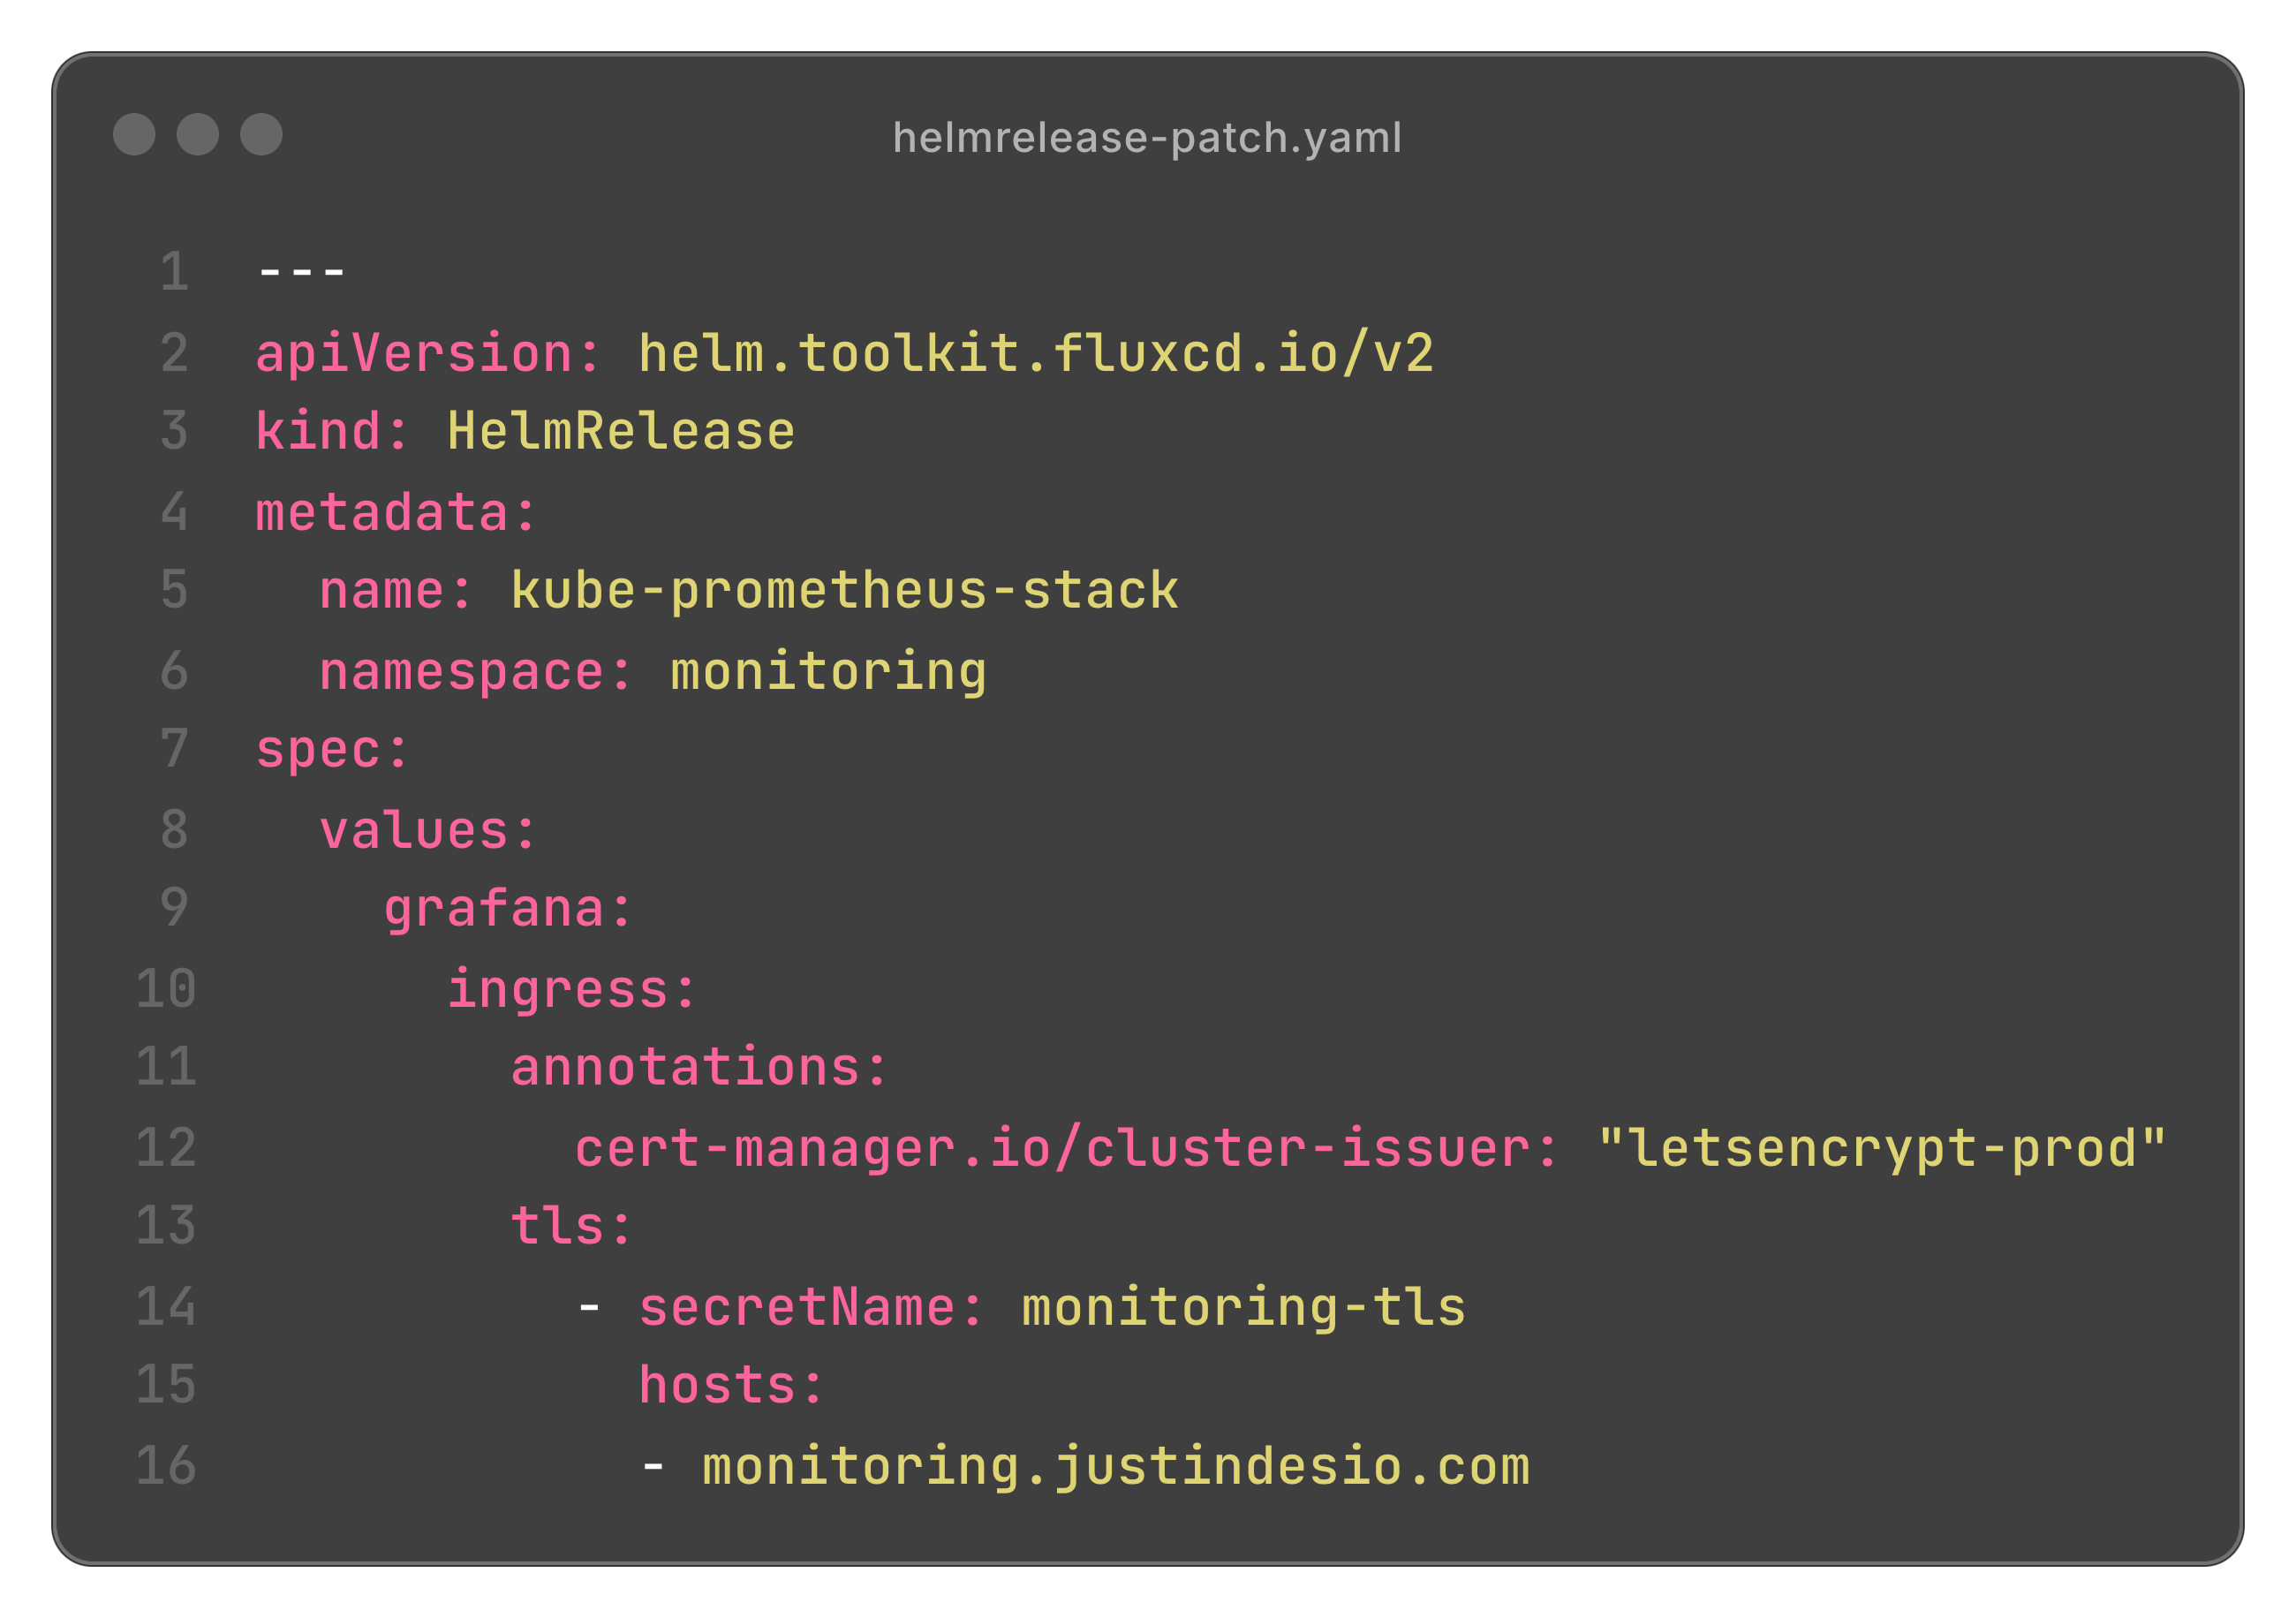 helmrelease-patch.yaml
1 ---
2 apiVersion: helm.toolkit.fluxcd.io/v2
3 kind: HelmRelease
4 metadata:
5   name: kube-prometheus-stack
6   namespace: monitoring
7 spec:
8   values:
9     grafana:
10       ingress:
11         annotations:
12           cert-manager.io/cluster-issuer: "letsencrypt-prod"
13         tls:
14           - secretName: monitoring-tls
15             hosts:
16             - monitoring.justindesio.com